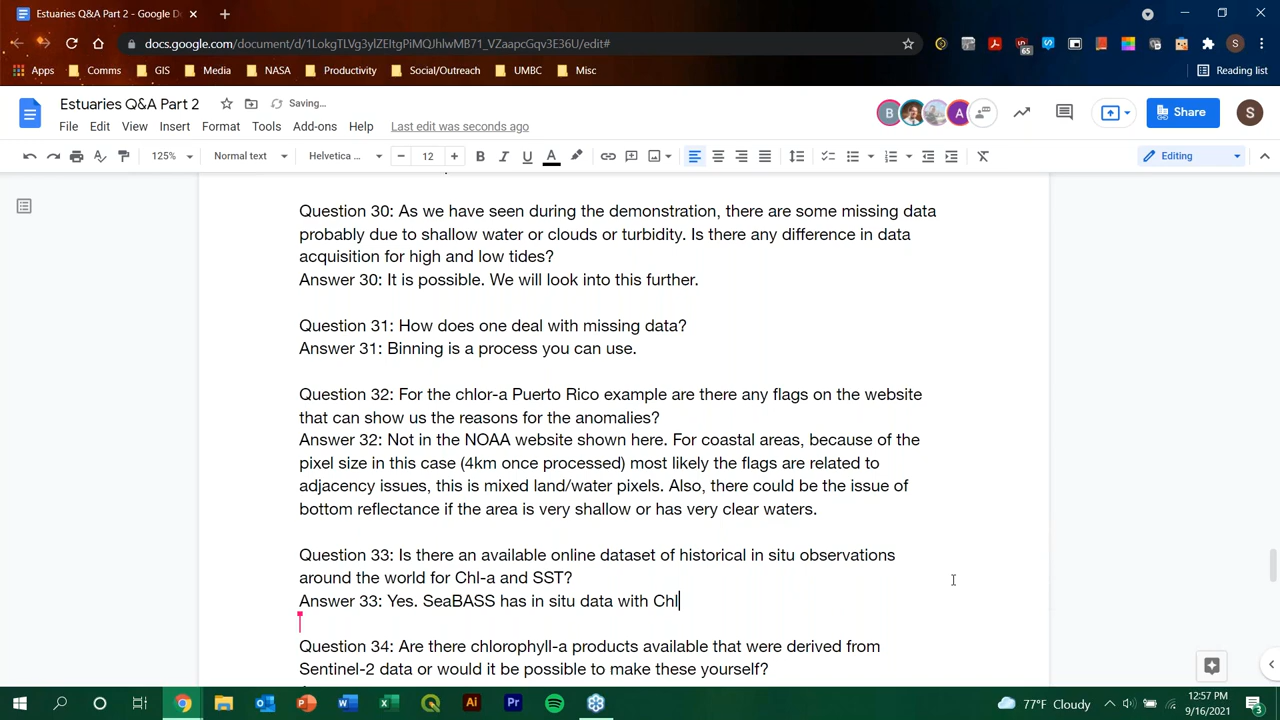 Estuaries Q&A Part 2 - Google D
docs.google.com/document/d/1LokgTLVg3ylZEItgPiMQJhlwMB71_VZaapcGqv3E36U/edit#
65
S
Apps Comms GIS Media NASA Productivity Social/Outreach UMBC Misc Reading list
Estuaries Q&A Part 2 Saving…
B A Share S
File Edit View Insert Format Tools Add-ons Help Last edit was seconds ago
125% Normal text Helvetica ... 12 B I U A Editing
Question 30: As we have seen during the demonstration, there are some missing data
probably due to shallow water or clouds or turbidity. Is there any difference in data
acquisition for high and low tides?
Answer 30: It is possible. We will look into this further.
Question 31: How does one deal with missing data?
Answer 31: Binning is a process you can use.
Question 32: For the chlor-a Puerto Rico example are there any flags on the website
that can show us the reasons for the anomalies?
Answer 32: Not in the NOAA website shown here. For coastal areas, because of the
pixel size in this case (4km once processed) most likely the flags are related to
adjacency issues, this is mixed land/water pixels. Also, there could be the issue of
bottom reflectance if the area is very shallow or has very clear waters.
Question 33: Is there an available online dataset of historical in situ observations
around the world for Chl-a and SST?
Answer 33: Yes. SeaBASS has in situ data with Chl
Question 34: Are there chlorophyll-a products available that were derived from
Sentinel-2 data or would it be possible to make these yourself?
77°F Cloudy
12:57 PM
9/16/2021
3